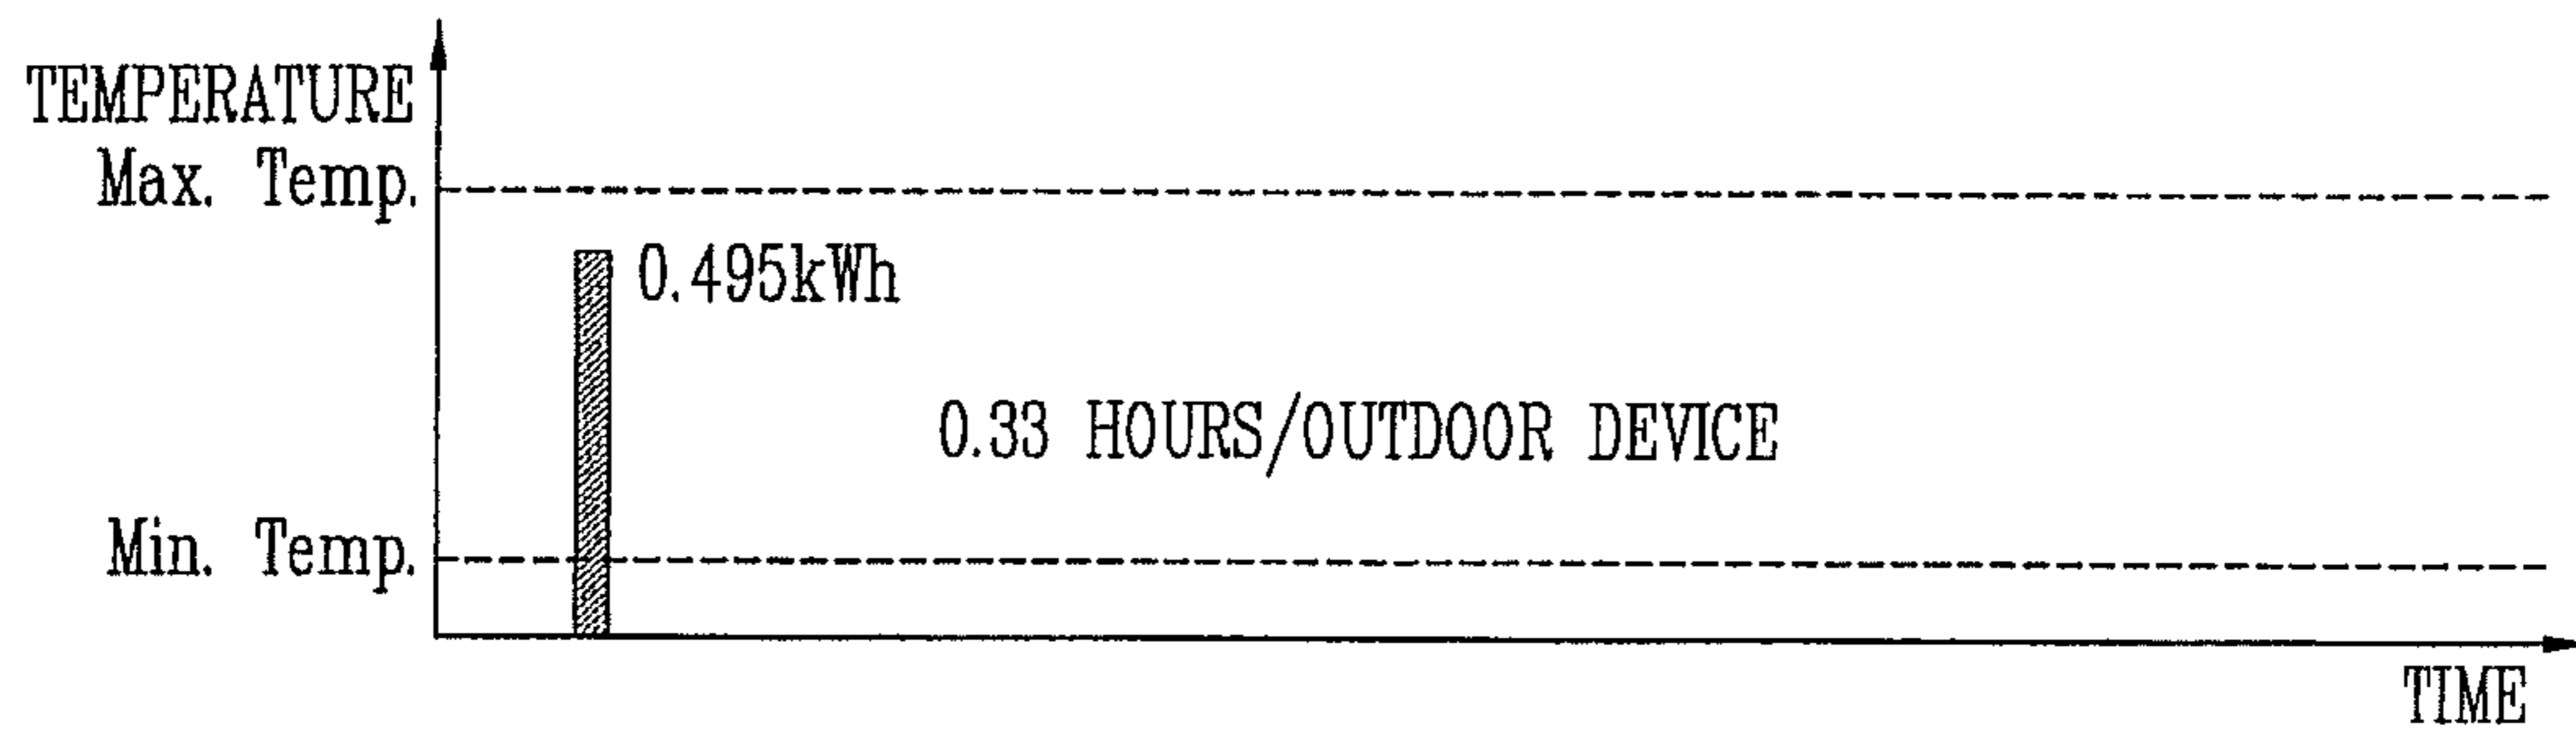 TEMPERATURE
Max. Temp.
0.495kWh
0.33 HOURS/OUTDOOR DEVICE
Min. Temp.
TIME